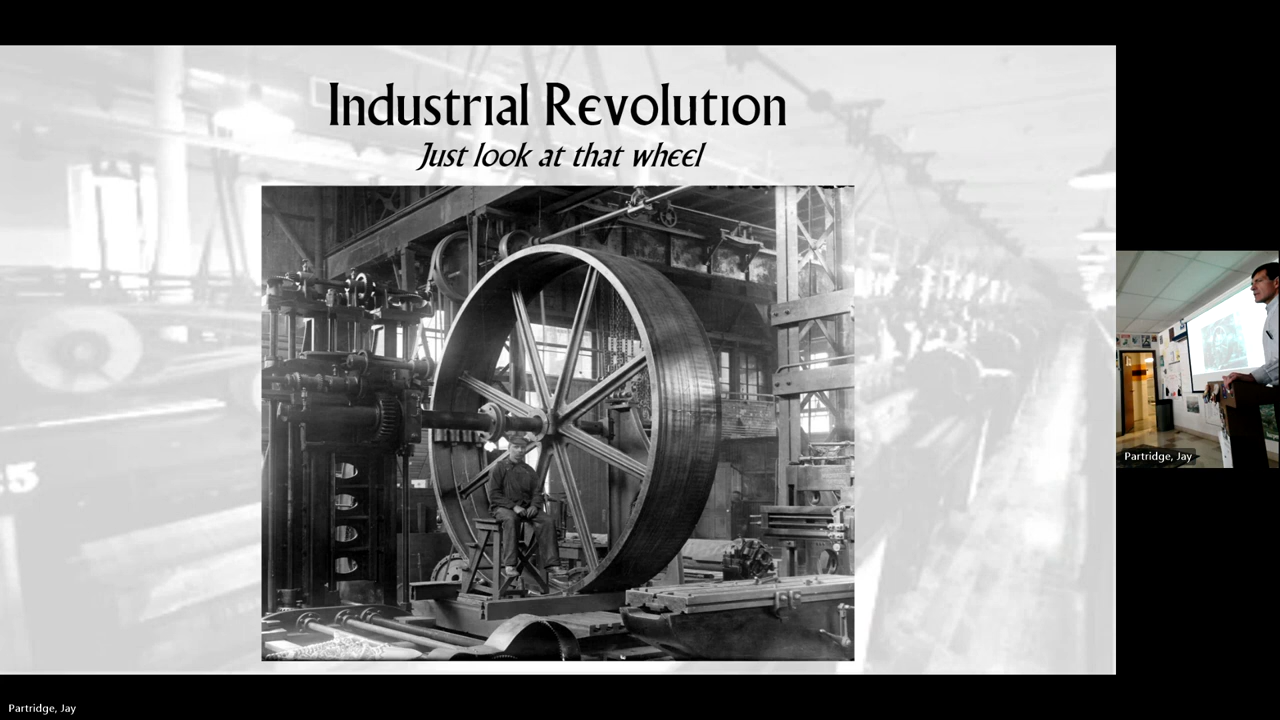 Industrial Revolution
Just look at that wheel
Partridge, Jay
Partridge, Jay